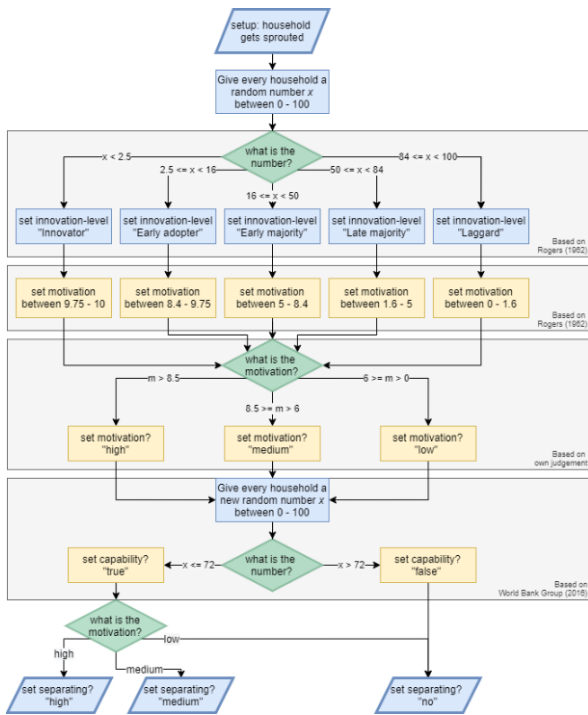 setup: household
gets sprouted
Give every household a
random number x
between 0 - 100
what is the
number?
x < 2.5
84 <= x < 100
2.5 <= x < 16
50 <= x < 84
16 <= x < 50
set innovation-level
"Innovator"
set innovation-level
"Early adopter"
set innovation-level
"Early majority"
set innovation-level
"Late majority"
set innovation-level
"Laggard"
Based on
Rogers (1962)
set motivation
between 9.75 - 10
set motivation
between 8.4 - 9.75
set motivation
between 5 - 8.4
set motivation
between 1.6 - 5
set motivation
between 0 - 1.6
Based on
Rogers (1962)
what is the
motivation?
m > 8.5
6 >= m > 0
8.5 >= m > 6
set motivation?
"high"
set motivation?
"medium"
set motivation?
"low"
Based on
own judgement
Give every household a
new random number x
between 0 - 100
what is the
number?
x <= 72
x > 72
set capability?
"true"
set capability?
"false"
Based on
World Bank Group (2016)
what is the
motivation?
low
high
medium
set separating?
"high"
set separating?
"medium"
set separating?
"no"